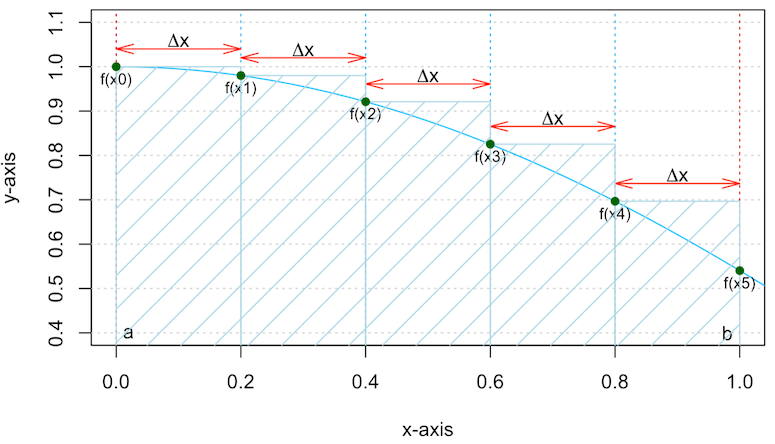 1.1
1.0
0.9
0.8
0.7
0.6
0.5
0.4
y-axis
Δx
Δx
Δx
Δx
Δx
f(x0)
f(x1)
f(x2)
f(x3)
f(x4)
f(x5)
a
b
0.0
0.2
0.4
0.6
0.8
1.0
x-axis